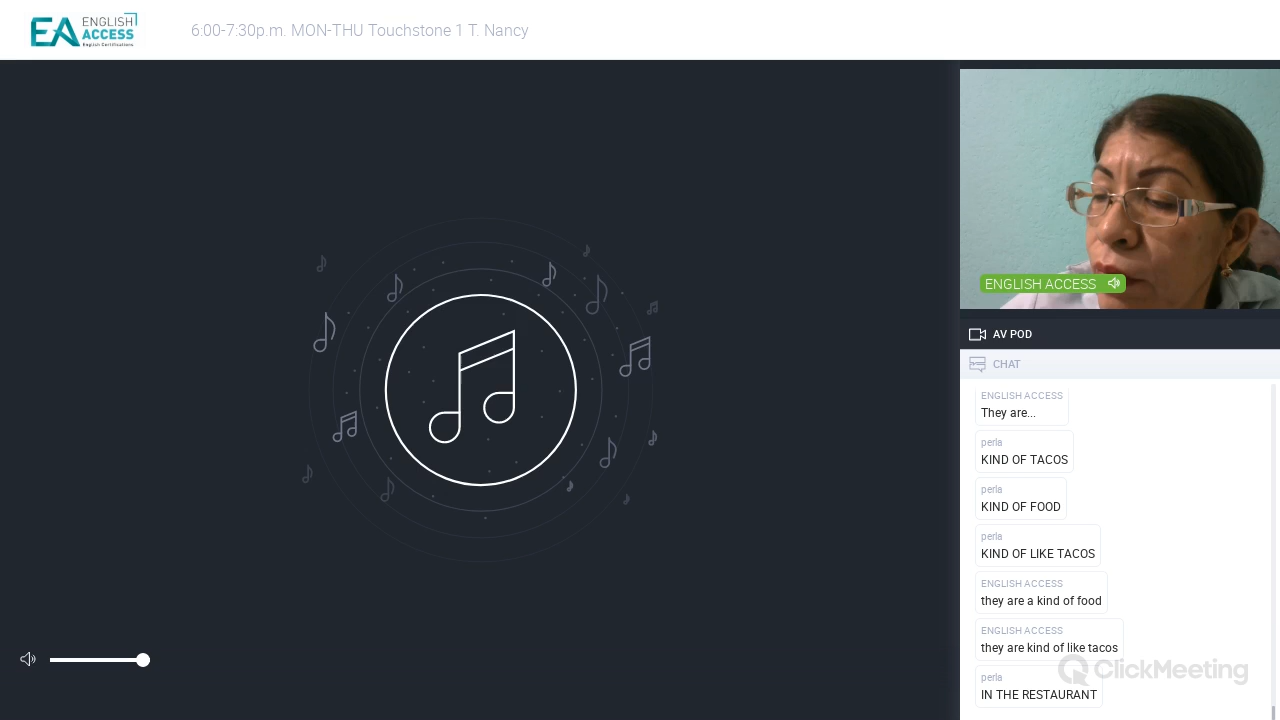 ENGLISH
ACCESS
English Certifications
6:00-7:30p.m. MON-THU Touchstone 1 T. Nancy
ENGLISH ACCESS
AV POD
CHAT
ENGLISH ACCESS
They are...
perla
KIND OF TACOS
perla
KIND OF FOOD
perla
KIND OF LIKE TACOS
ENGLISH ACCESS
they are a kind of food
ENGLISH ACCESS
they are kind of like tacos
perla
IN THE RESTAURANT
ClickMeeting